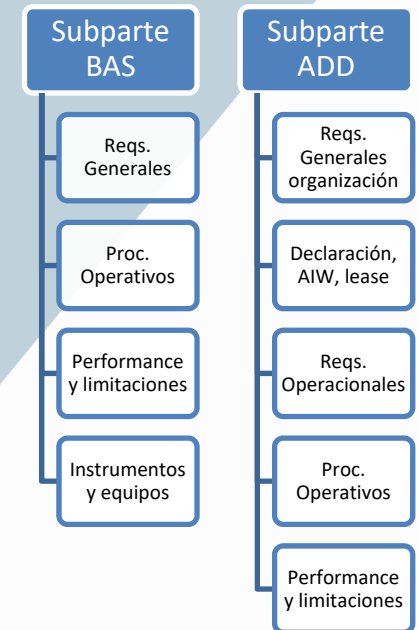 Subparte
BAS
Reqs.
Generales
Proc.
Operativos
Performance
y limitaciones
Instrumentos
y equipos
Subparte
ADD
Reqs.
Generales
organización
Declaración,
AIW, lease
Reqs.
Operacionales
Proc.
Operativos
Performance
y limitaciones